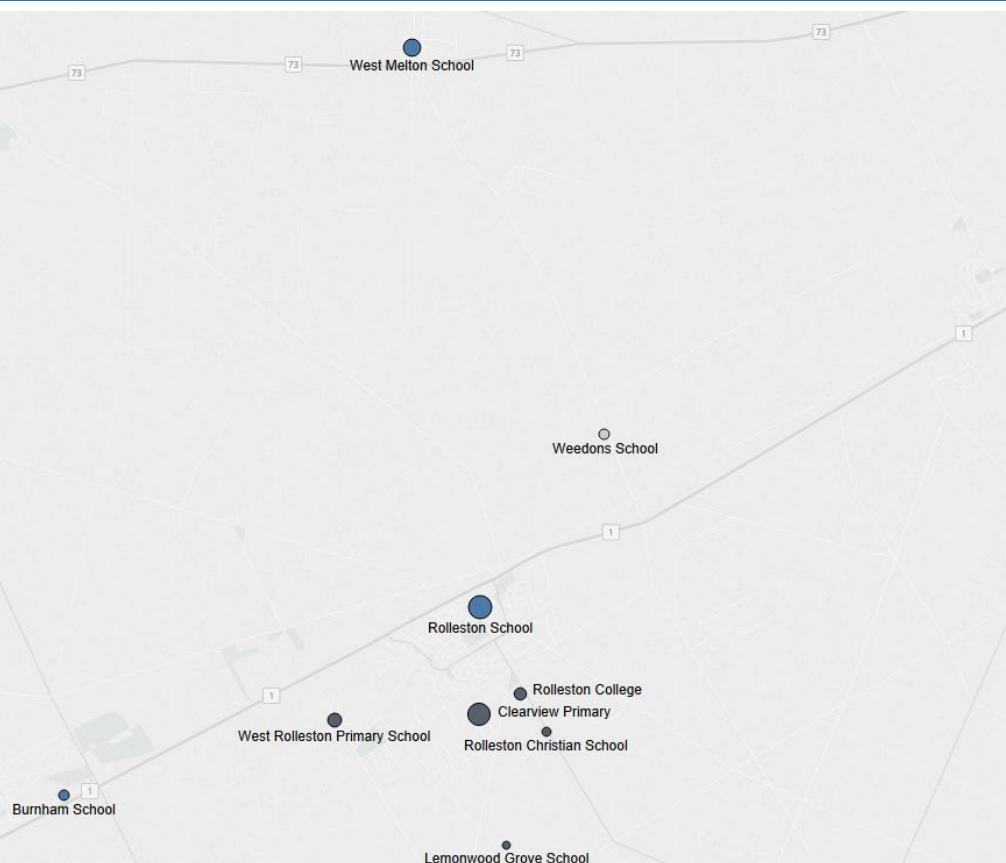 73
73
73
73
West Melton School
1
Weedons School
1
Rolleston School
Rolleston College
1
Clearview Primary
West Rolleston Primary School
Rolleston Christian School
1
Burnham School
Lemonwood Grove School